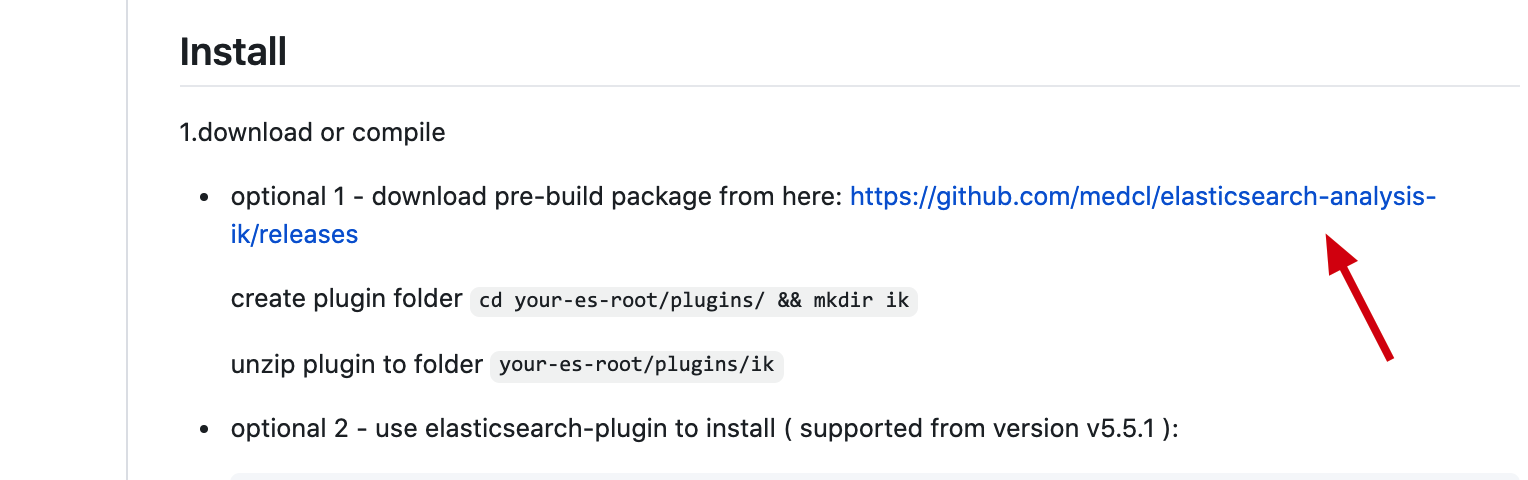 Install
1.download or compile
• optional 1 - download pre-build package from here: https://github.com/medcl/elasticsearch-analysis-
ik/releases
create plugin folder cd your-es-root/plugins/ && mkdir ik
unzip plugin to folder your-es-root/plugins/ik
• optional 2 - use elasticsearch-plugin to install ( supported from version v5.5.1 ):